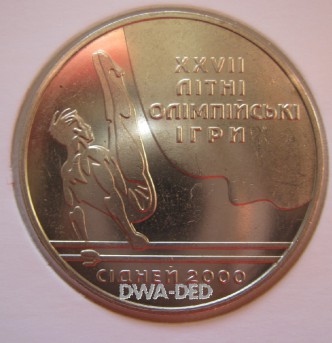 XXVII
ЛІТНІ
ОЛІМПІЙСЬКІ
ІГРИ
СІДНЕЙ 2000
DWA-DED